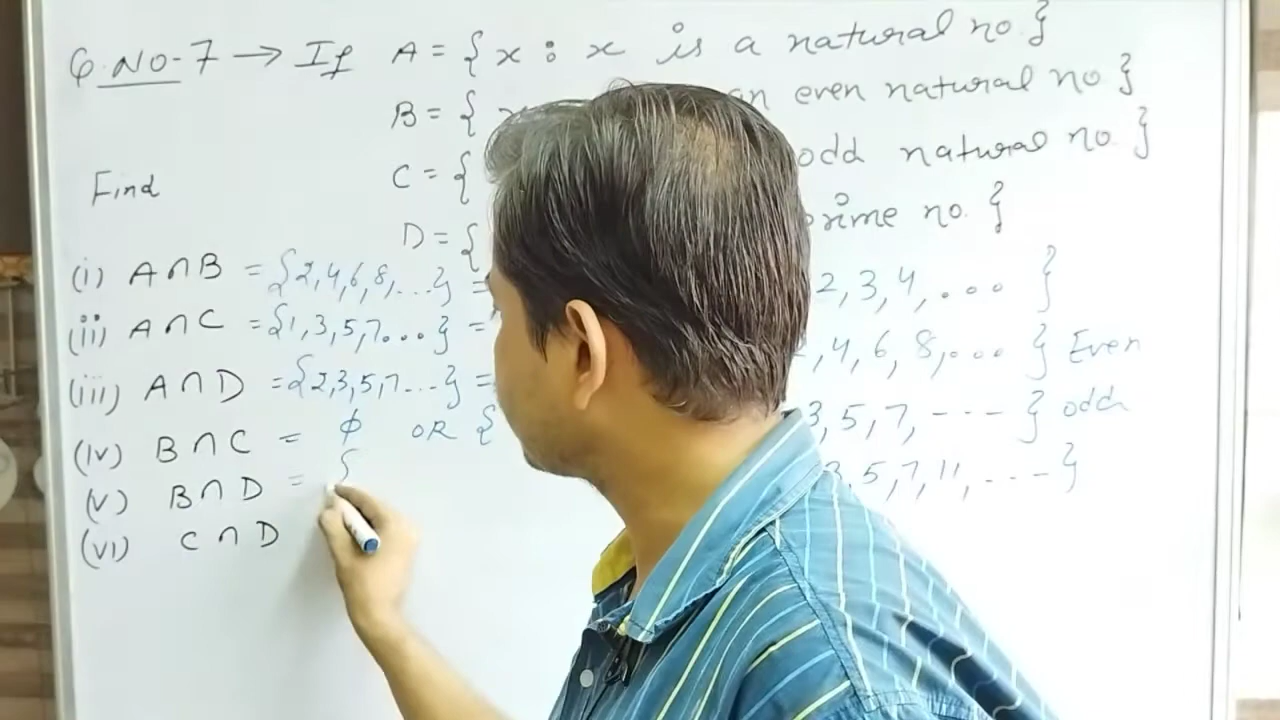 Q.NO-7 → If A = { x : x is a natural no. }
B = { an even natural no }
C = { odd natural no. }
Find
D = { prime no. }
(i) A ∩ B = {2,4,6,8,...} = 2, 3, 4, ... }
(ii) A ∩ C = {1,3,5,7...} = , 4, 6, 8, ... } Even
(iii) A ∩ D = {2,3,5,7...} = 3, 5, 7, --- } odd
(iv) B ∩ C = ϕ OR { 3, 5, 7, 11, ... }
(v) B ∩ D = {
(vi) C ∩ D